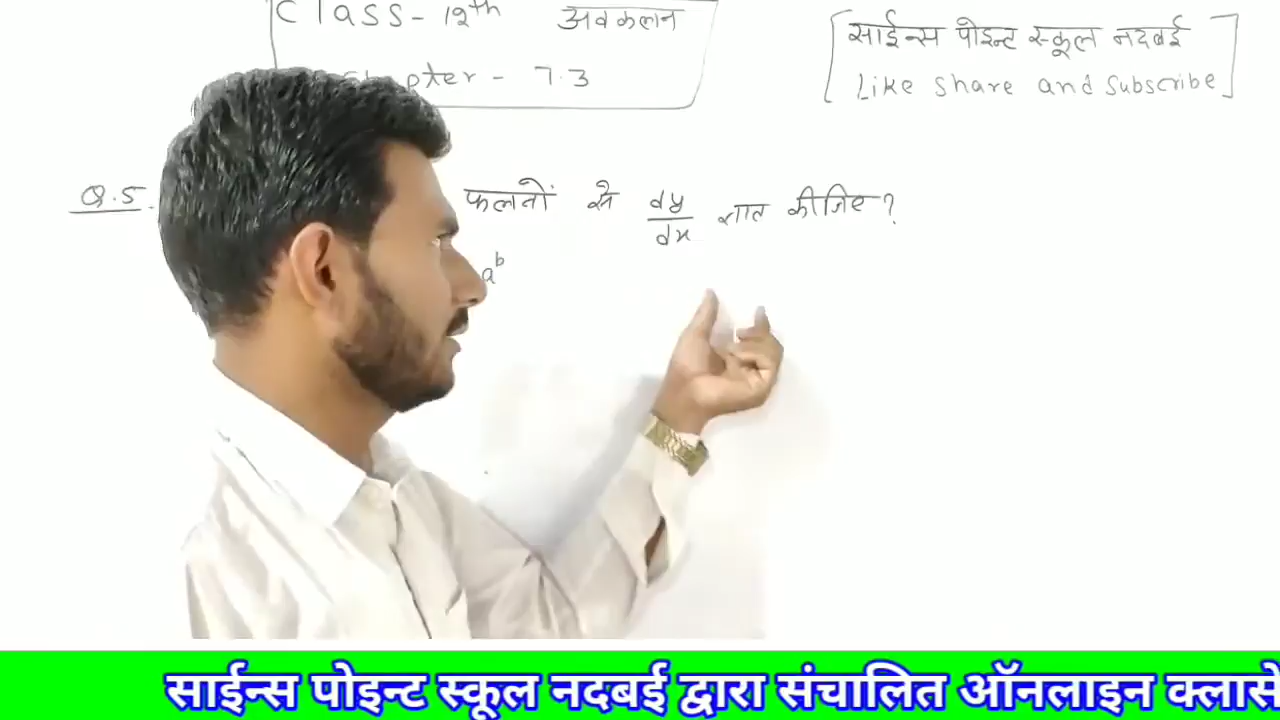 Class - 12th अवकलन
pter - 7.3
[साईन्स पोइन्ट स्कूल नदबई
Like share and subscribe]
Q.5. फलनों से dy/dx ज्ञात कीजिए?
a^b
साईन्स पोइन्ट स्कूल नदबई द्वारा संचालित ऑनलाइन क्लासे